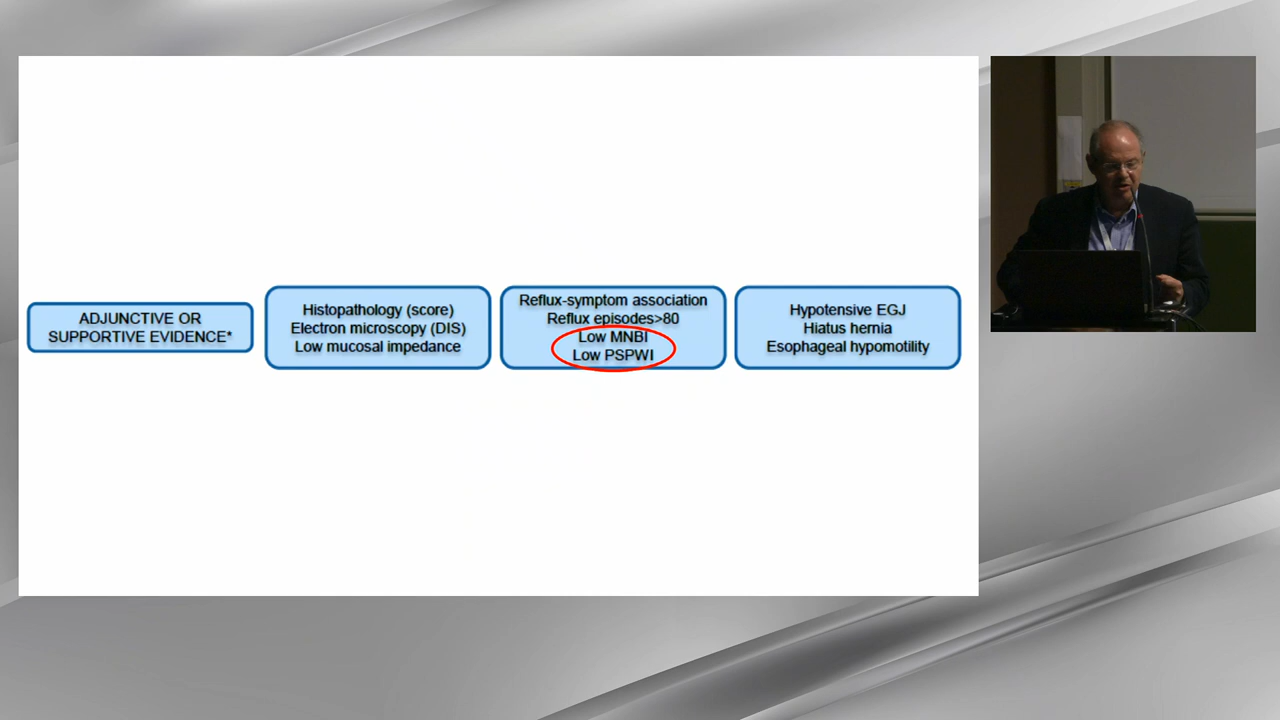 ADJUNCTIVE OR
SUPPORTIVE EVIDENCE*
Histopathology (score)
Electron microscopy (DIS)
Low mucosal impedance
Reflux-symptom association
Reflux episodes>80
Low MNBI
Low PSPWI
Hypotensive EGJ
Hiatus hernia
Esophageal hypomotility